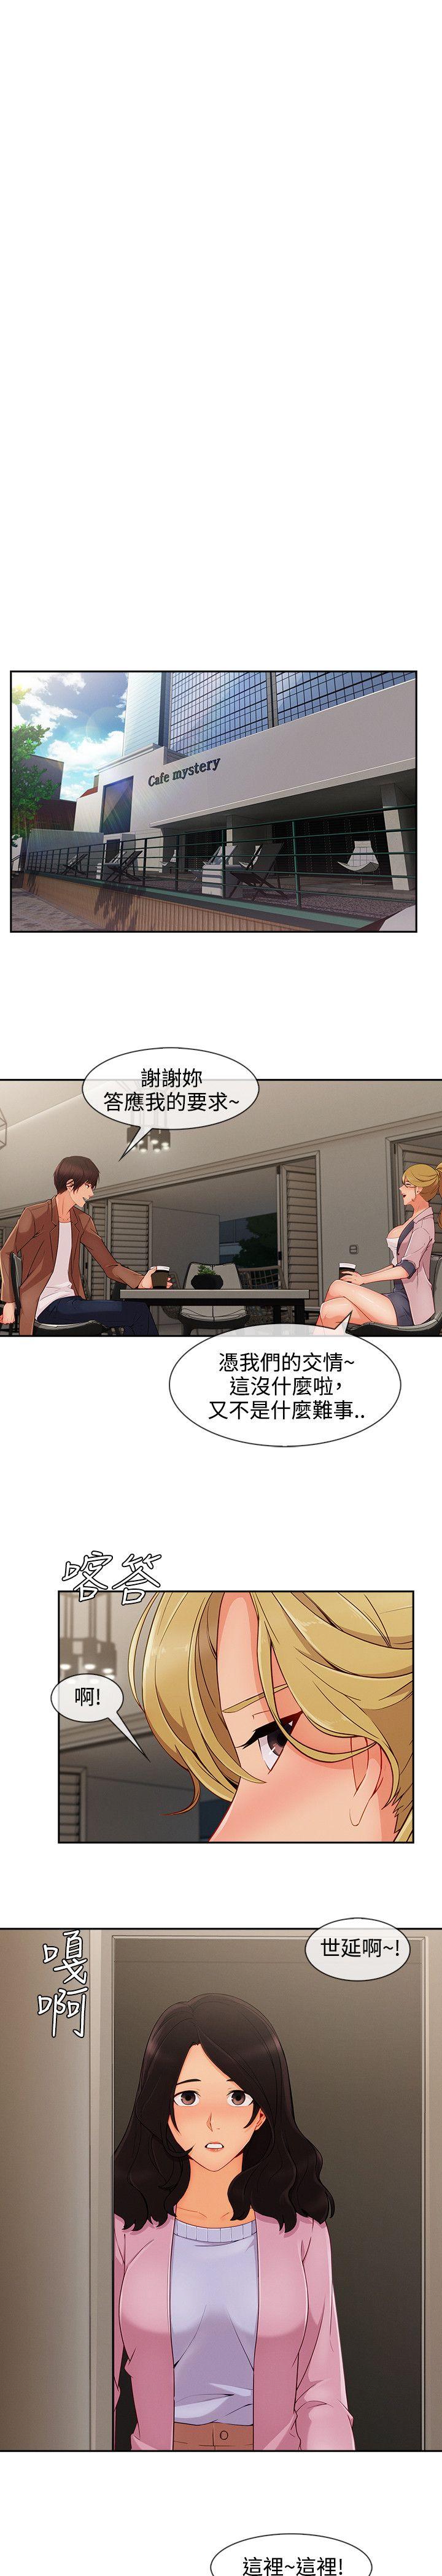 Cafe mystery
謝謝妳
答應我的要求~
憑我們的交情~
這沒什麼啦,
又不是什麼難事..
喀答
啊!
世延啊~!
嘎
啊
這裡~這裡!